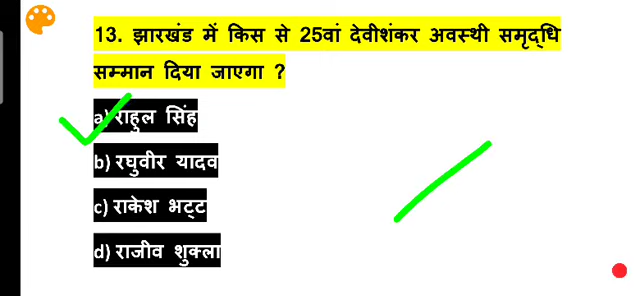 13. झारखंड में किस से 25वां देवीशंकर अवस्थी समृद्धि
सम्मान दिया जाएगा ?
a) राहुल सिंह
b) रघुवीर यादव
c) राकेश भट्ट
d) राजीव शुक्ला